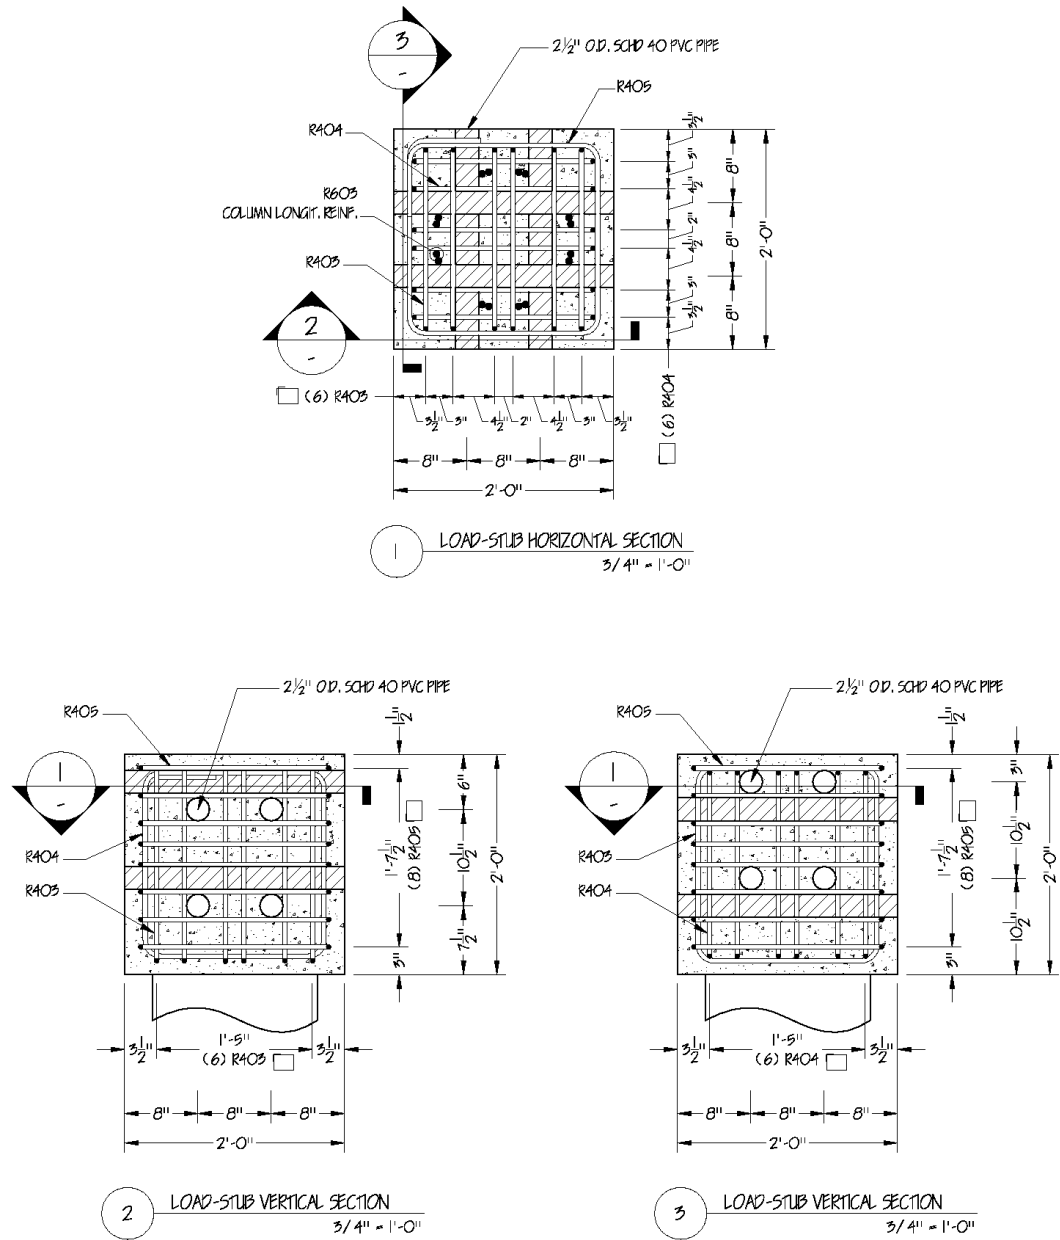 3
-
2½" O.D. SCHD 40 PVC PIPE
R405
R404
R603
COLUMN LONGIT. REINF.
R403
2
-
3½"
3"
4½"
2"
4½"
3"
3½"
8"
8"
8"
2'-0"
(6) R404
(6) R403
3½"
3"
4½"
2"
4½"
3"
3½"
8"
8"
8"
2'-0"
1
LOAD-STUB HORIZONTAL SECTION
3/4" = 1'-0"
2½" O.D. SCHD 40 PVC PIPE
R405
1
-
R404
R403
1½"
1'-7½"
(8) R405
3"
6"
10½"
7½"
2'-0"
3½"
1'-5"
3½"
(6) R403
8"
8"
8"
2'-0"
2
LOAD-STUB VERTICAL SECTION
3/4" = 1'-0"
2½" O.D. SCHD 40 PVC PIPE
R405
1
-
R403
R404
1½"
1'-7½"
(8) R405
3"
3"
10½"
10½"
2'-0"
3½"
1'-5"
3½"
(6) R404
8"
8"
8"
2'-0"
3
LOAD-STUB VERTICAL SECTION
3/4" = 1'-0"